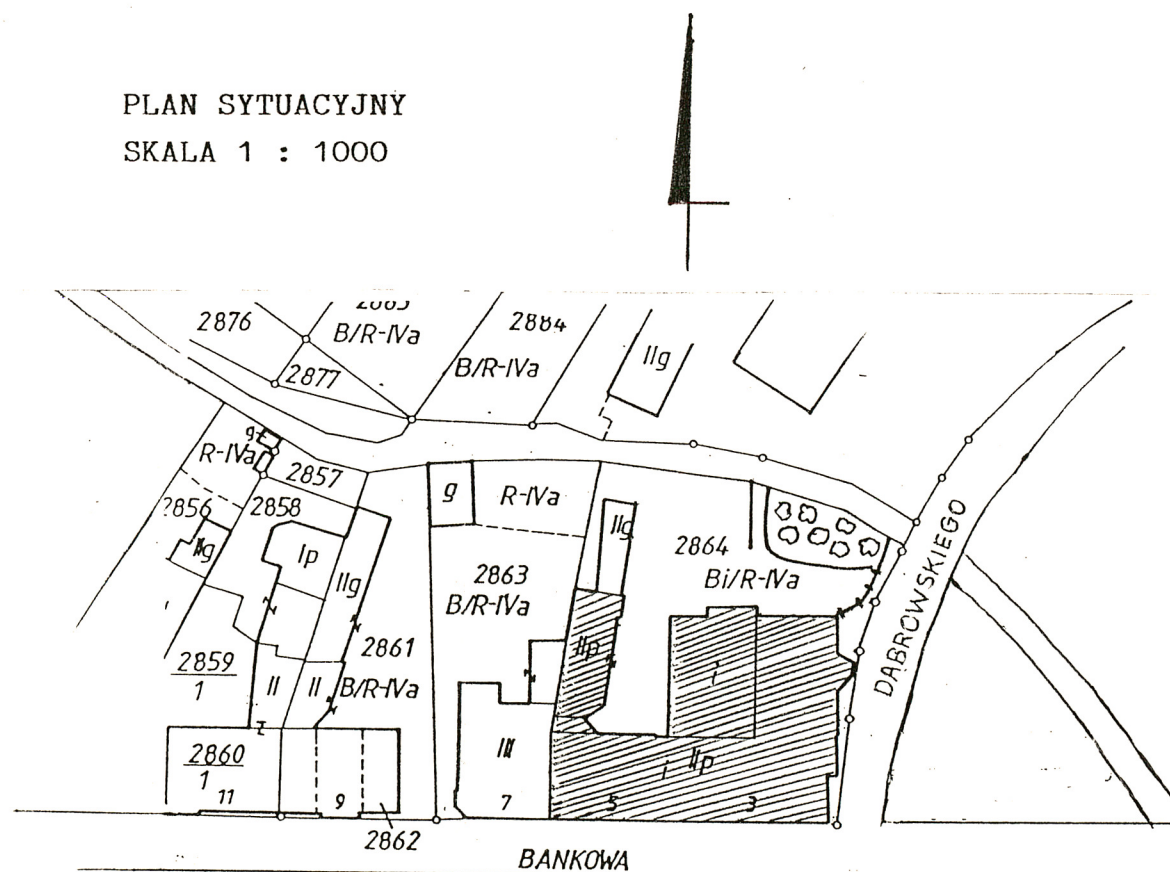 PLAN SYTUACYJNY
SKALA 1 : 1000
2876
B/R-IVa
2884
B/R-IVa
IIg
2877
g
R-IVa
2857
2856
2858
g
R-IVa
IIg
2864
Bi/R-IVa
Ip
IIg
2863
B/R-IVa
DĄBROWSKIEGO
2859
1
II
II
2861
B/R-IVa
IIp
i
2860
1
11
9
7
i
IIp
5
3
2862
BANKOWA